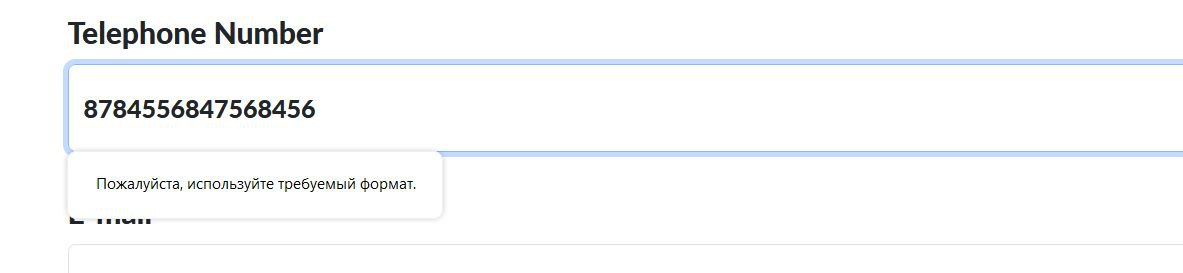 Telephone Number
8784556847568456
Пожалуйста, используйте требуемый формат.